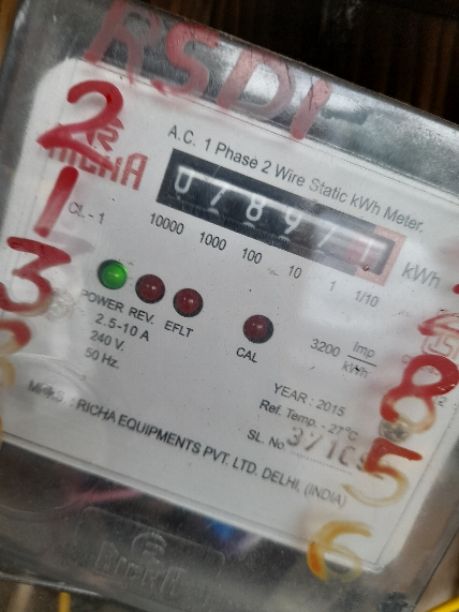 RSDI
RICHA
A.C. 1 Phase 2 Wire Static kWh Meter.
07897
CL - 1
10000 1000 100 10 1 1/10
kWh
POWER REV. EFLT
CAL
2.5-10 A
240 V.
50 Hz.
3200 Imp/kWh
YEAR : 2015
Ref. Temp. - 27°C
SL. No.
RICHA EQUIPMENTS PVT. LTD. DELHI, (INDIA)
2
1
3
8
5
6